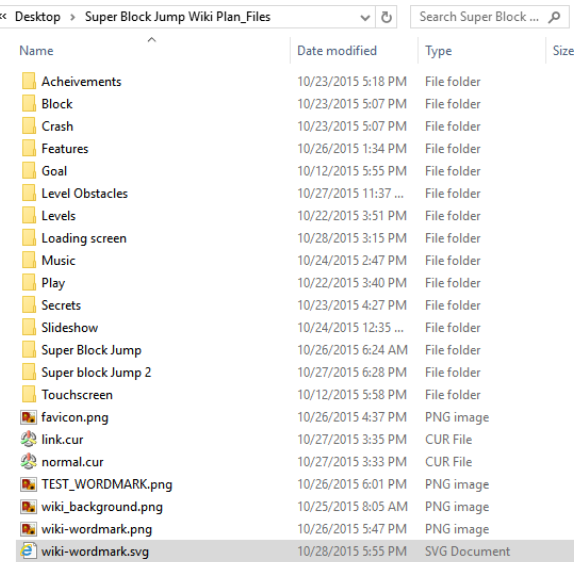 « Desktop > Super Block Jump Wiki Plan_Files Search Super Block ...
Name Date modified Type Size
Acheivements 10/23/2015 5:18 PM File folder
Block 10/23/2015 5:07 PM File folder
Crash 10/23/2015 5:07 PM File folder
Features 10/26/2015 1:34 PM File folder
Goal 10/12/2015 5:55 PM File folder
Level Obstacles 10/27/2015 11:37 ... File folder
Levels 10/22/2015 3:51 PM File folder
Loading screen 10/28/2015 3:15 PM File folder
Music 10/24/2015 2:47 PM File folder
Play 10/22/2015 3:40 PM File folder
Secrets 10/23/2015 4:27 PM File folder
Slideshow 10/24/2015 12:35 ... File folder
Super Block Jump 10/26/2015 6:24 AM File folder
Super block Jump 2 10/27/2015 6:28 PM File folder
Touchscreen 10/12/2015 5:58 PM File folder
favicon.png 10/26/2015 4:37 PM PNG image
link.cur 10/27/2015 3:35 PM CUR File
normal.cur 10/27/2015 3:33 PM CUR File
TEST_WORDMARK.png 10/26/2015 6:01 PM PNG image
wiki_background.png 10/25/2015 8:05 AM PNG image
wiki-wordmark.png 10/26/2015 5:47 PM PNG image
wiki-wordmark.svg 10/28/2015 5:55 PM SVG Document